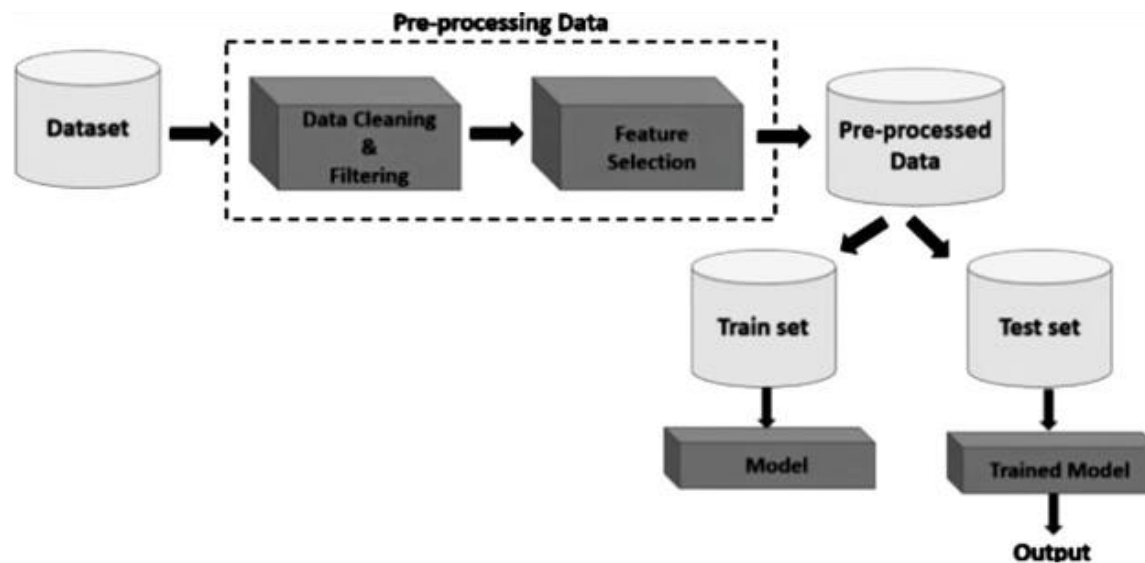 Pre-processing Data
Dataset
Data Cleaning
&
Filtering
Feature
Selection
Pre-processed
Data
Train set
Test set
Model
Trained Model
Output